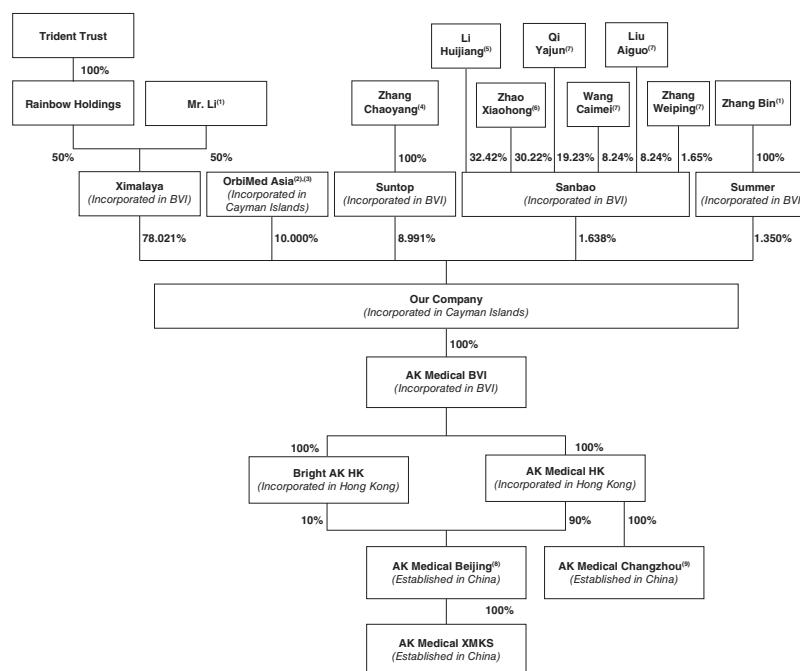 Trident Trust
100%
Rainbow Holdings
Mr. Li(1)
50%
50%
Li
Huijiang(5)
Qi
Yajun(7)
Liu
Aiguo(7)
Zhang
Chaoyang(4)
Zhao
Xiaohong(6)
Wang
Caimei(7)
Zhang
Weiping(7)
Zhang Bin(1)
100%
32.42%
30.22%
19.23%
8.24%
8.24%
1.65%
100%
Ximalaya
(Incorporated in BVI)
OrbiMed Asia(2),(3)
(Incorporated in
Cayman Islands)
Suntop
(Incorporated in BVI)
Sanbao
(Incorporated in BVI)
Summer
(Incorporated in BVI)
78.021%
10.000%
8.991%
1.638%
1.350%
Our Company
(Incorporated in Cayman Islands)
100%
AK Medical BVI
(Incorporated in BVI)
100%
100%
Bright AK HK
(Incorporated in Hong Kong)
AK Medical HK
(Incorporated in Hong Kong)
10%
90%
100%
AK Medical Beijing(8)
(Established in China)
AK Medical Changzhou(9)
(Established in China)
100%
AK Medical XMKS
(Established in China)